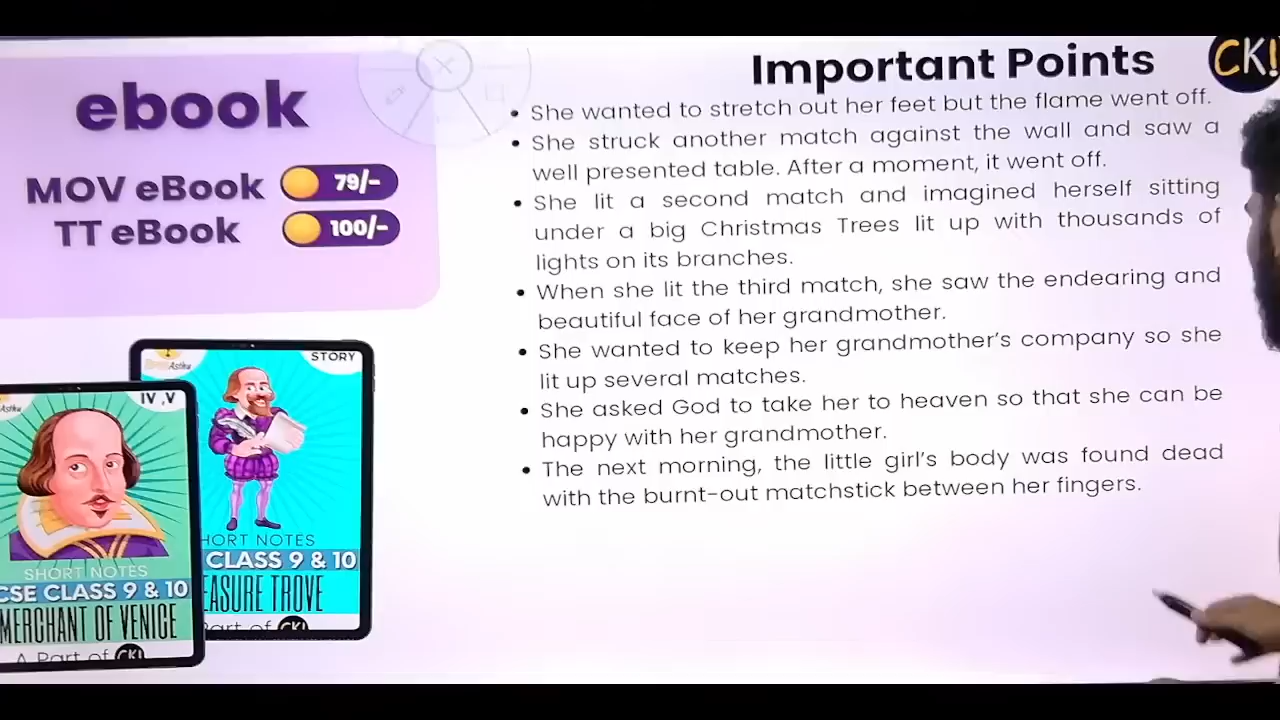 ebook
MOV eBook 79/-
TT eBook 100/-
STORY
HORT NOTES
CLASS 9 & 10
EASURE TROVE
Part of CK!
IV ,V
SHORT NOTES
CSE CLASS 9 & 10
MERCHANT OF VENICE
A Part of CK!
Important Points
CK!
• She wanted to stretch out her feet but the flame went off.
• She struck another match against the wall and saw a
well presented table. After a moment, it went off.
• She lit a second match and imagined herself sitting
under a big Christmas Trees lit up with thousands of
lights on its branches.
• When she lit the third match, she saw the endearing and
beautiful face of her grandmother.
• She wanted to keep her grandmother's company so she
lit up several matches.
• She asked God to take her to heaven so that she can be
happy with her grandmother.
• The next morning, the little girl's body was found dead
with the burnt-out matchstick between her fingers.